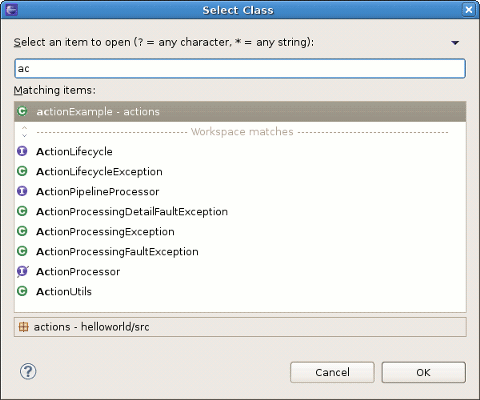 Select Class
Select an item to open (? = any character, * = any string):
ac
Matching items:
actionExample - actions
Workspace matches
ActionLifecycle
ActionLifecycleException
ActionPipelineProcessor
ActionProcessingDetailFaultException
ActionProcessingException
ActionProcessingFaultException
ActionProcessor
ActionUtils
actions - helloworld/src
Cancel OK